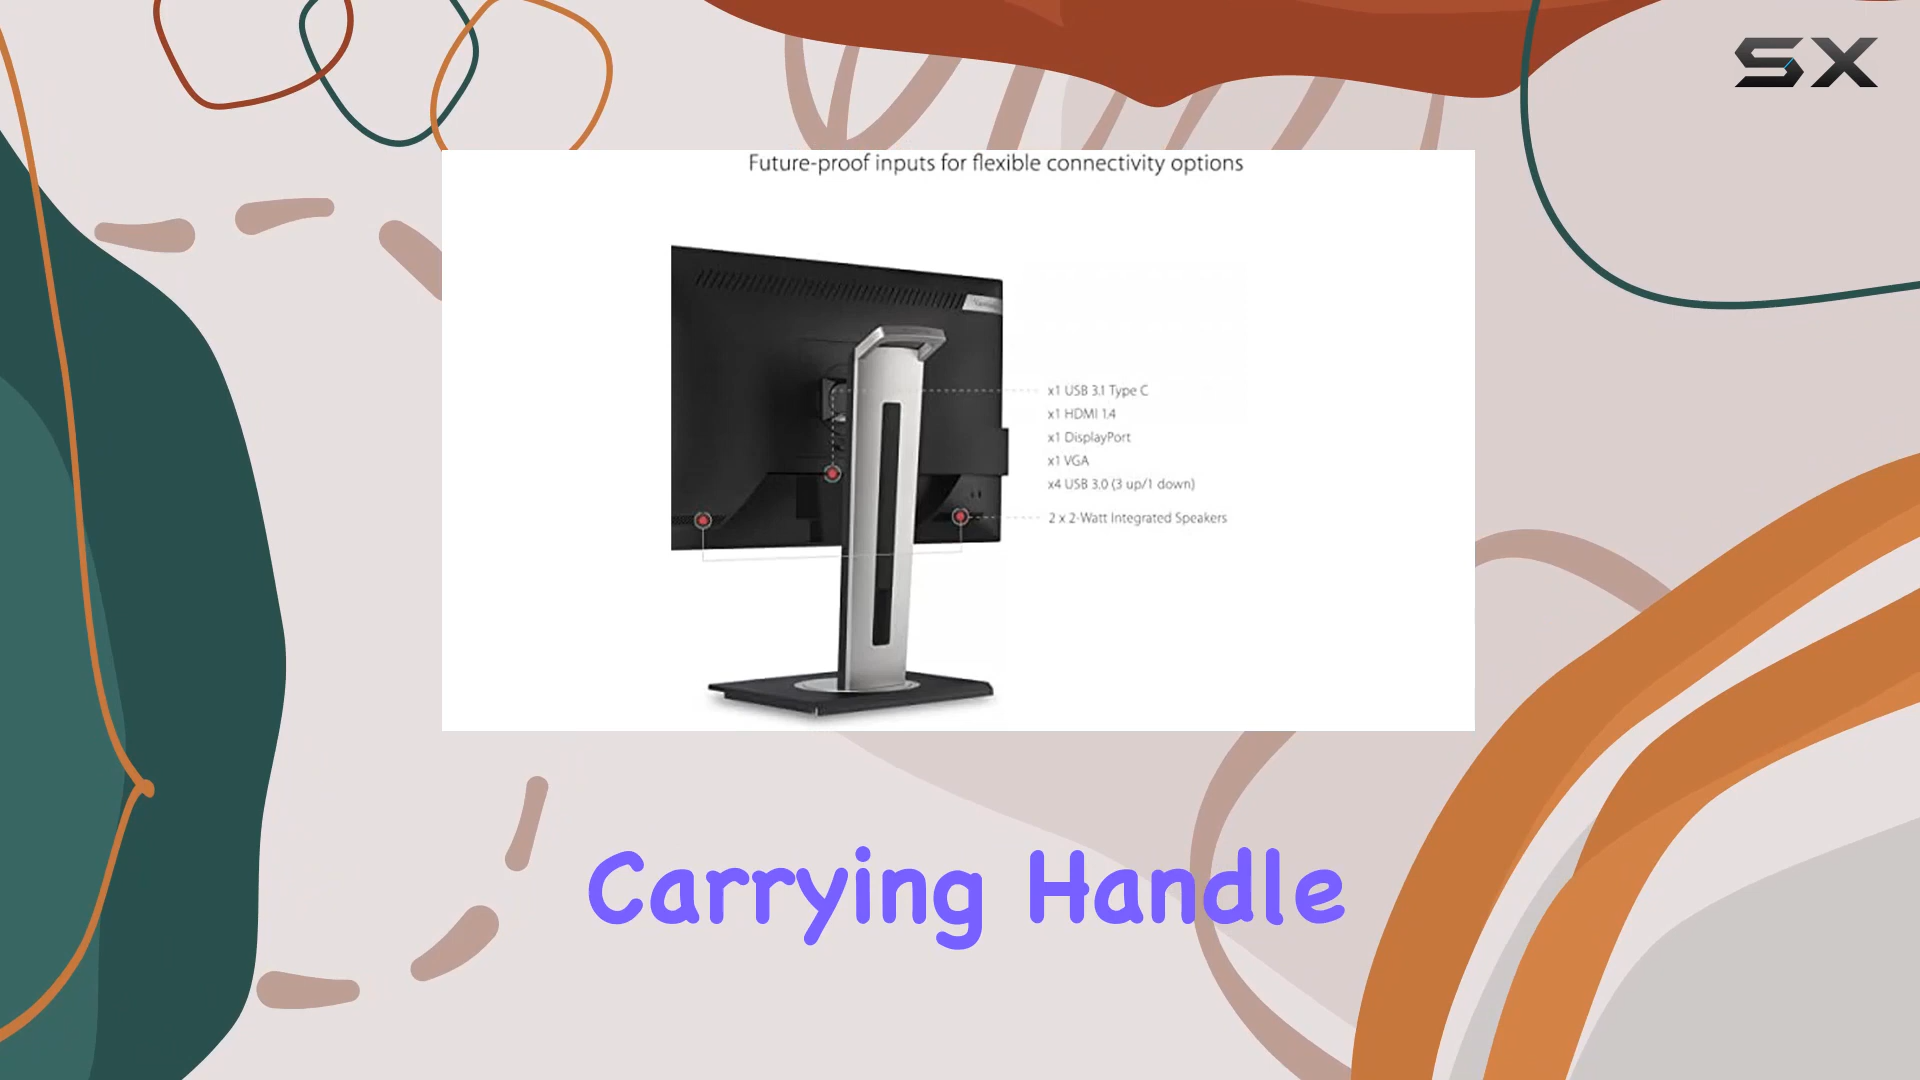 SX
Future-proof inputs for flexible connectivity options
x1 USB 3.1 Type C
x1 HDMI 1.4
x1 DisplayPort
x1 VGA
x4 USB 3.0 (3 up/1 down)
2 x 2-Watt Integrated Speakers
Carrying Handle